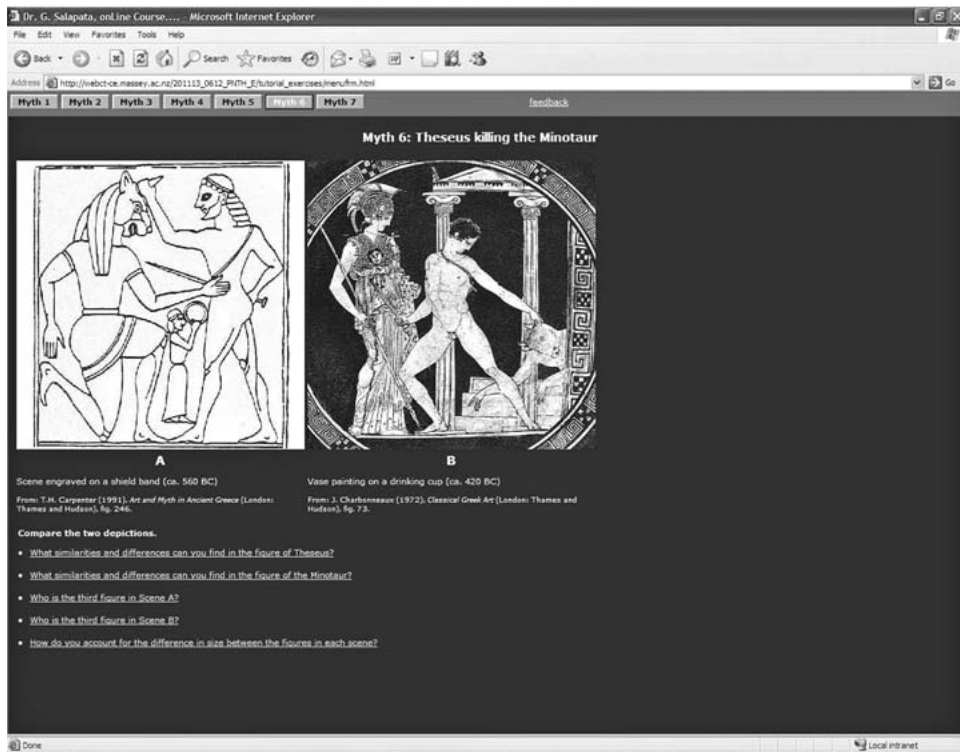 Dr. G. Salapata, onLine Course.... - Microsoft Internet Explorer
File Edit View Favorites Tools Help
Back Search Favorites
Address http://webct-ce.massey.ac.nz/201113_0612_PNTH_E/tutorial_exercises/menufrm.html Go
Myth 1 Myth 2 Myth 3 Myth 4 Myth 5 Myth 6 Myth 7 feedback
Myth 6: Theseus killing the Minotaur
A B
Scene engraved on a shield band (ca. 560 BC)
From: T.H. Carpenter (1991), Art and Myth in Ancient Greece (London:
Thames and Hudson), fig. 246.
Vase painting on a drinking cup (ca. 420 BC)
From: J. Charbonneaux (1972), Classical Greek Art (London: Thames and
Hudson), fig. 73.
Compare the two depictions.
• What similarities and differences can you find in the figure of Theseus?
• What similarities and differences can you find in the figure of the Minotaur?
• Who is the third figure in Scene A?
• Who is the third figure in Scene B?
• How do you account for the difference in size between the figures in each scene?
Done Local intranet